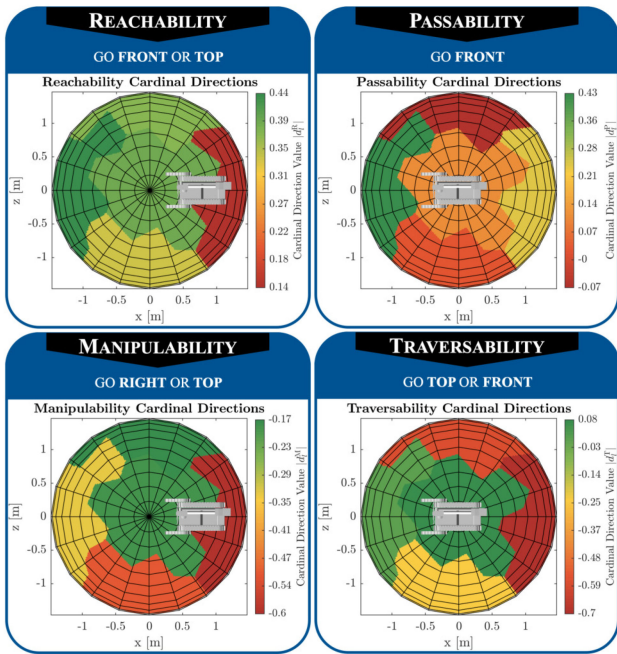 REACHABILITY
GO FRONT OR TOP
Reachability Cardinal Directions
0.44
0.40
0.35
0.31
0.27
0.22
0.18
0.14
Cardinal Direction Value |d_i^R|
1
0.5
0
-0.5
-1
z [m]
-1 -0.5 0 0.5 1
x [m]
PASSABILITY
GO FRONT
Passability Cardinal Directions
0.43
0.36
0.29
0.21
0.14
0.07
-0
-0.07
Cardinal Direction Value |d_i^P|
1
0.5
0
-0.5
-1
z [m]
-1 -0.5 0 0.5 1
x [m]
MANIPULABILITY
GO RIGHT OR TOP
Manipulability Cardinal Directions
-0.17
-0.23
-0.29
-0.35
-0.41
-0.48
-0.54
-0.6
Cardinal Direction Value |d_i^M|
1
0.5
0
-0.5
-1
z [m]
-1 -0.5 0 0.5 1
x [m]
TRAVERSABILITY
GO TOP OR FRONT
Traversability Cardinal Directions
0.08
-0.03
-0.14
-0.25
-0.36
-0.48
-0.59
-0.7
Cardinal Direction Value |d_i^T|
1
0.5
0
-0.5
-1
z [m]
-1 -0.5 0 0.5 1
x [m]